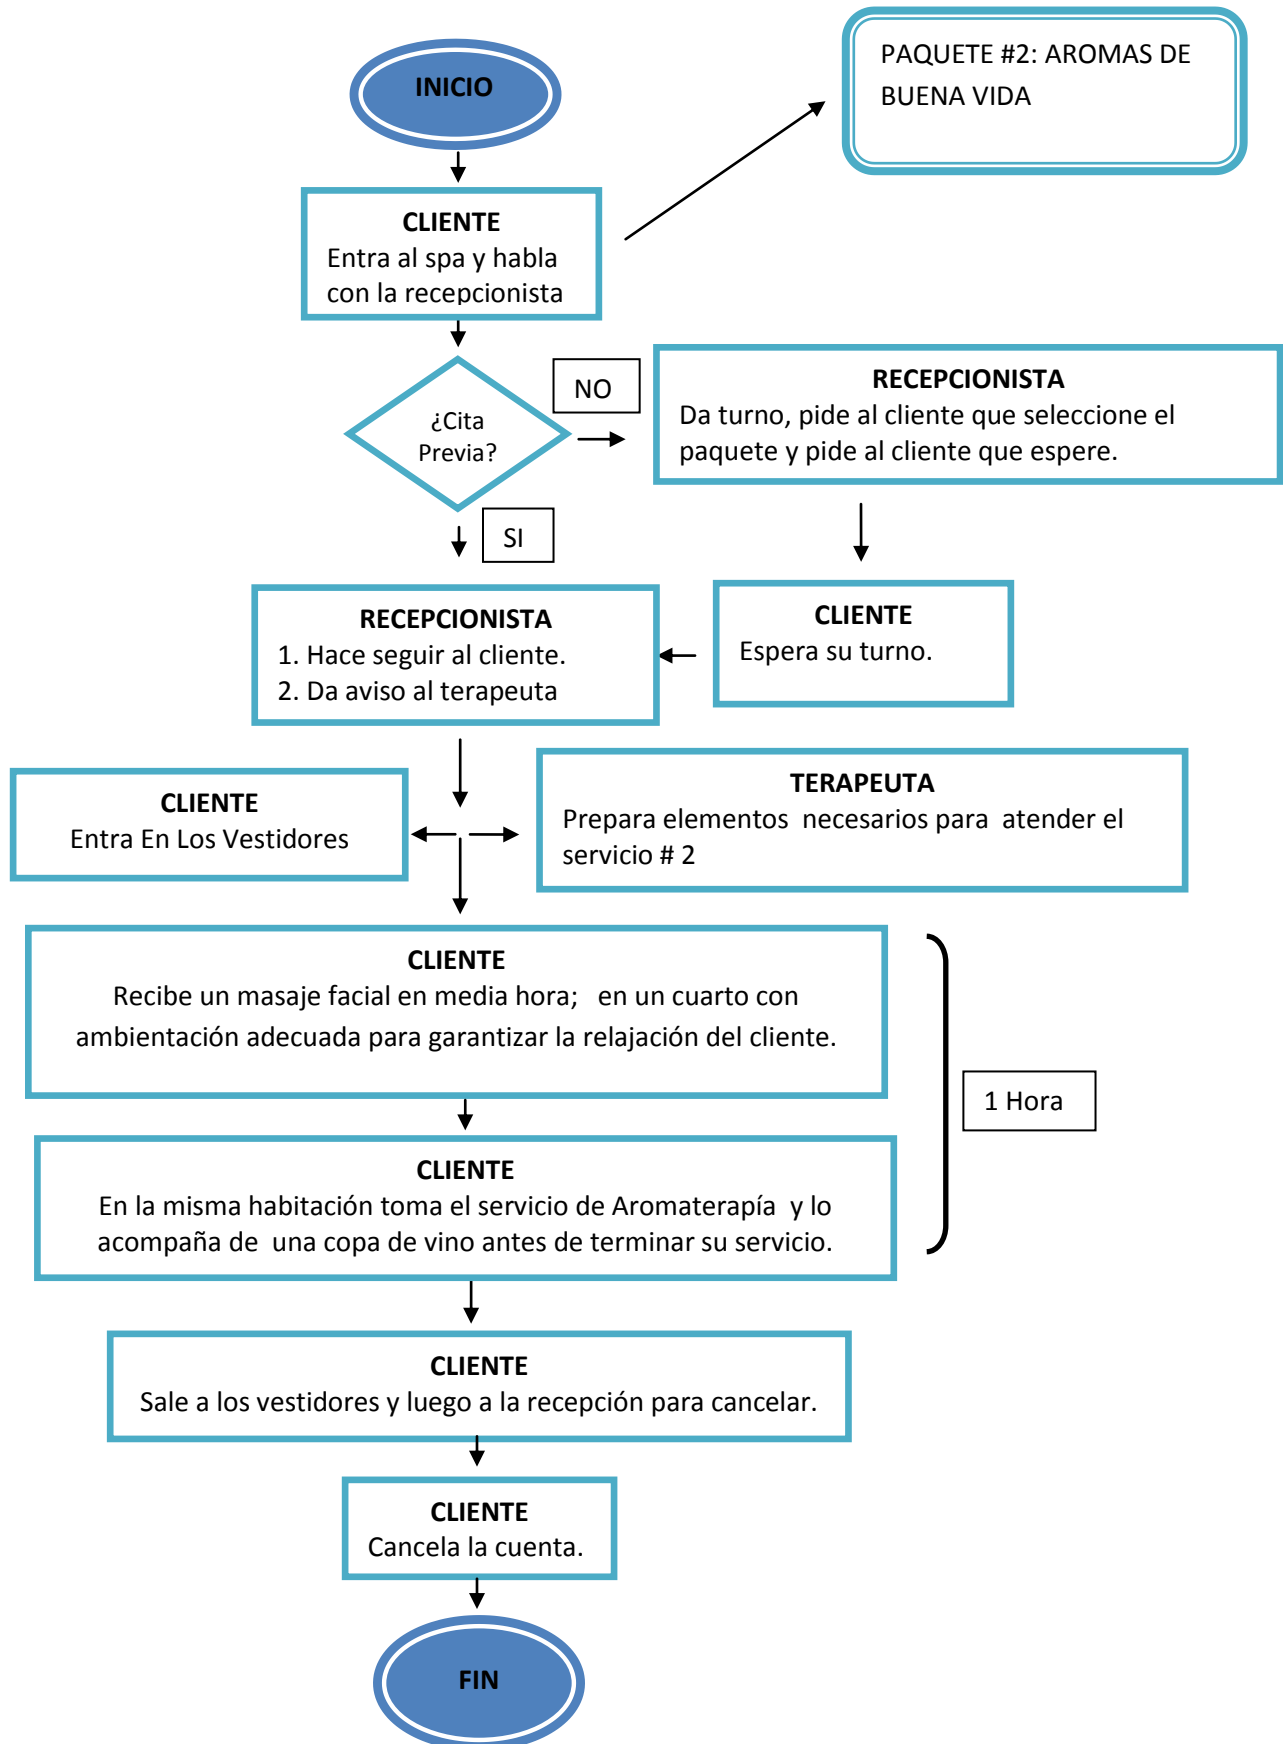 INICIO
PAQUETE #2: AROMAS DE
BUENA VIDA
CLIENTE
Entra al spa y habla
con la recepcionista
¿Cita
Previa?
NO
RECEPCIONISTA
Da turno, pide al cliente que seleccione el
paquete y pide al cliente que espere.
SI
RECEPCIONISTA
1. Hace seguir al cliente.
2. Da aviso al terapeuta
CLIENTE
Espera su turno.
CLIENTE
Entra En Los Vestidores
TERAPEUTA
Prepara elementos necesarios para atender el
servicio # 2
CLIENTE
Recibe un masaje facial en media hora; en un cuarto con
ambientación adecuada para garantizar la relajación del cliente.
1 Hora
CLIENTE
En la misma habitación toma el servicio de Aromaterapía y lo
acompaña de una copa de vino antes de terminar su servicio.
CLIENTE
Sale a los vestidores y luego a la recepción para cancelar.
CLIENTE
Cancela la cuenta.
FIN